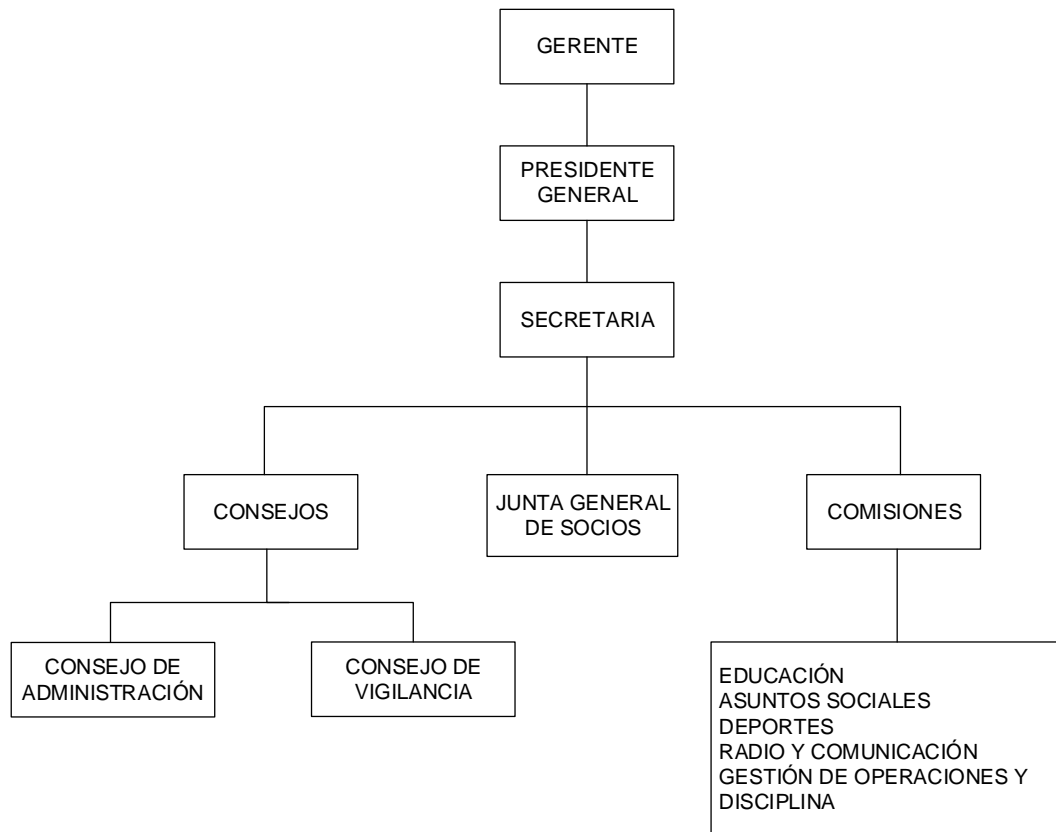 GERENTE
PRESIDENTE
GENERAL
SECRETARIA
CONSEJOS
JUNTA GENERAL
DE SOCIOS
COMISIONES
CONSEJO DE
ADMINISTRACIÓN
CONSEJO DE
VIGILANCIA
EDUCACIÓN
ASUNTOS SOCIALES
DEPORTES
RADIO Y COMUNICACIÓN
GESTIÓN DE OPERACIONES Y
DISCIPLINA